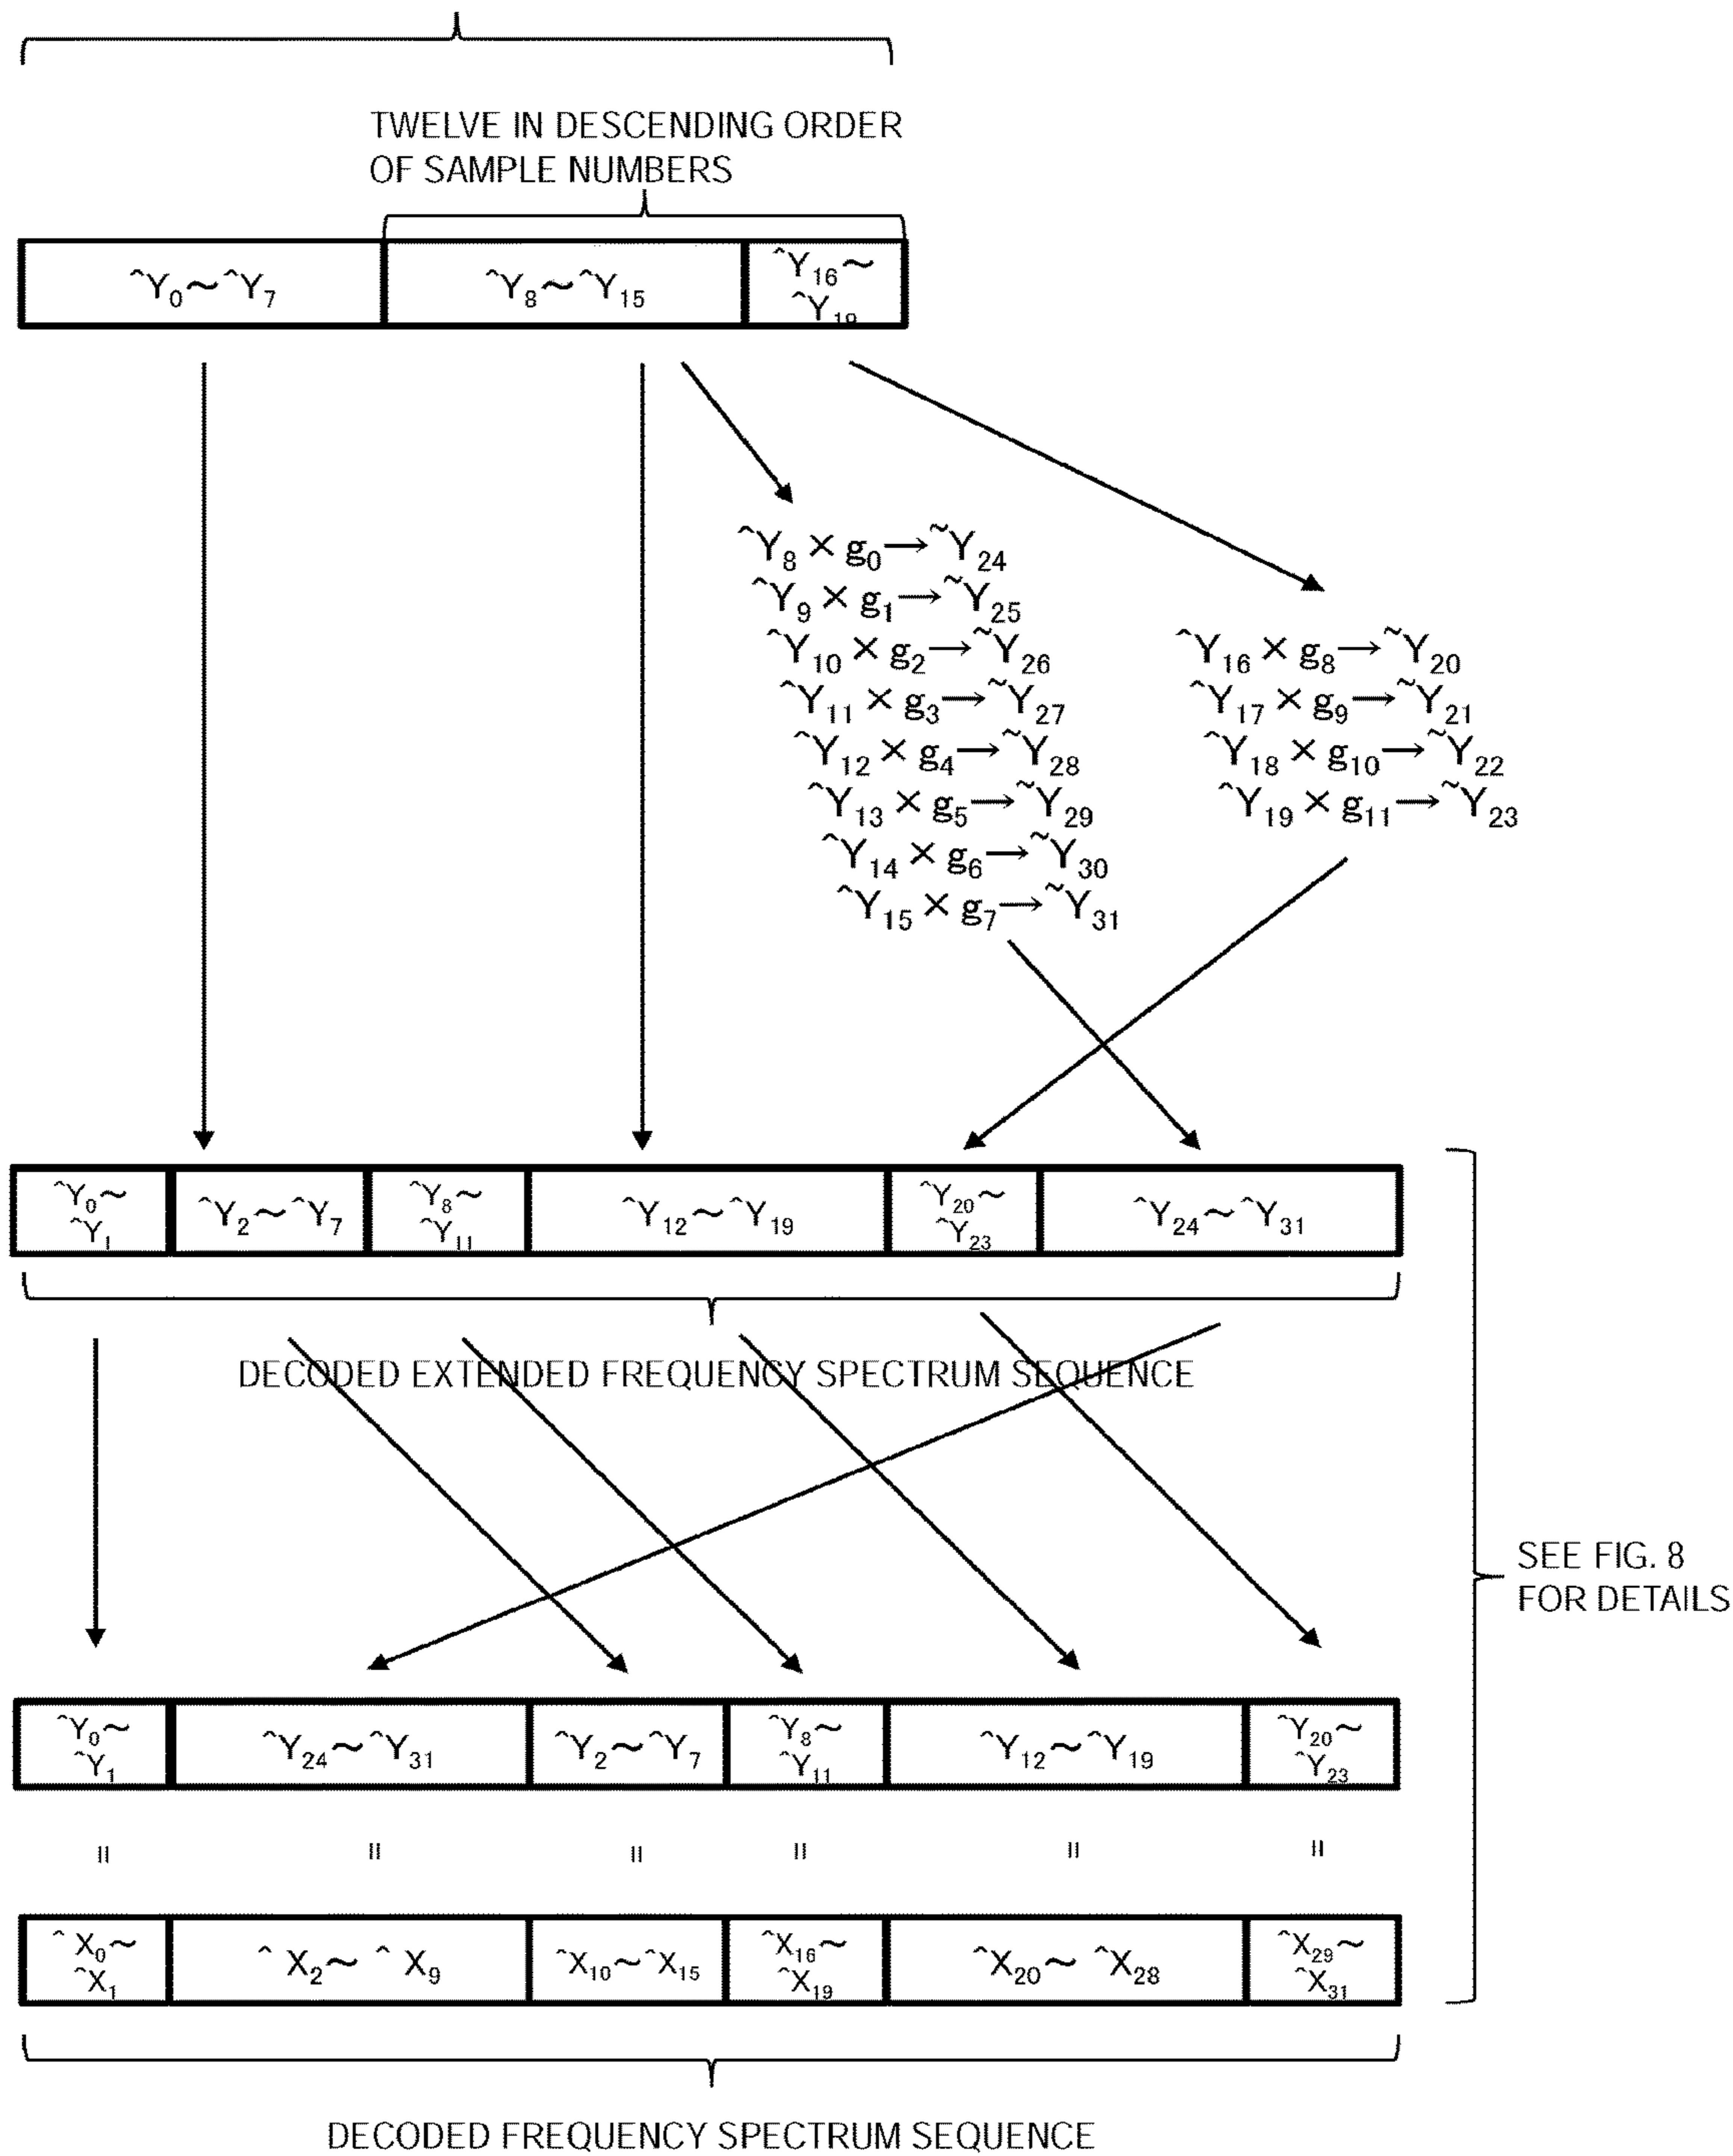 TWELVE IN DESCENDING ORDER
OF SAMPLE NUMBERS
^Y0～^Y7
^Y8～^Y15
^Y16～
^Y19
^Y8 × g0→~Y24
^Y9 × g1→~Y25
^Y10 × g2→~Y26
^Y11 × g3→~Y27
^Y12 × g4→~Y28
^Y13 × g5→~Y29
^Y14 × g6→~Y30
^Y15 × g7→~Y31
^Y16 × g8→~Y20
^Y17 × g9→~Y21
^Y18 × g10→~Y22
^Y19 × g11→~Y23
^Y0～
^Y1
^Y2～^Y7
^Y8～
^Y11
^Y12～^Y19
^Y20～
^Y23
^Y24～^Y31
DECODED EXTENDED FREQUENCY SPECTRUM SEQUENCE
SEE FIG. 8
FOR DETAILS
^Y0～
^Y1
^Y24～^Y31
^Y2～^Y7
^Y8～
^Y11
^Y12～^Y19
^Y20～
^Y23
= = = = = =
^X0～
^X1
^X2～^X9
^X10～^X15
^X16～
^X19
^X20～^X28
^X29～
^X31
DECODED FREQUENCY SPECTRUM SEQUENCE